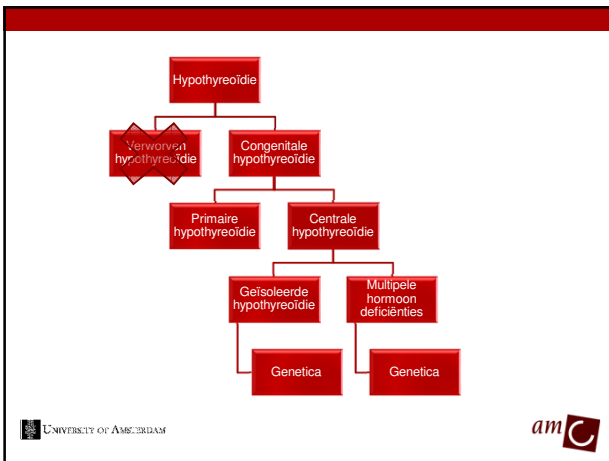 Hypothyreoïdie
Verworven
hypothyreoïdie
Congenitale
hypothyreoïdie
Primaire
hypothyreoïdie
Centrale
hypothyreoïdie
Geïsoleerde
hypothyreoïdie
Multipele
hormoon
deficiënties
Genetica
Genetica
UNIVERSITY OF AMSTERDAM
amC